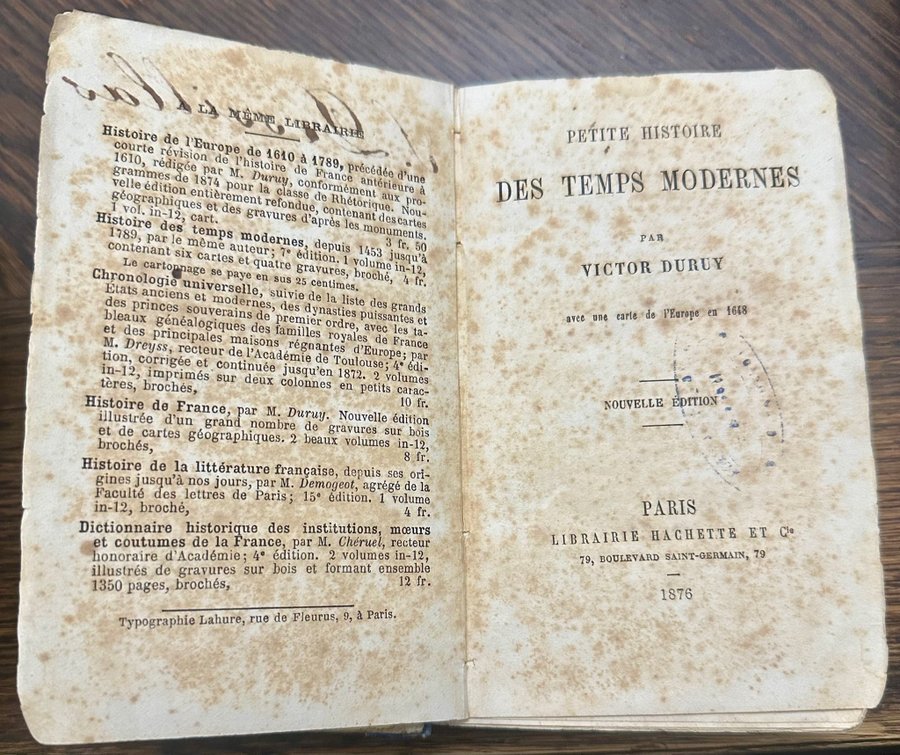 A LA MÊME LIBRAIRIE
Histoire de l'Europe de 1610 à 1789, précédée d'une
courte révision de l'histoire de France antérieure à
1610, rédigée par M. Duruy, conformément aux pro-
grammes de 1874 pour la classe de Rhétorique. Nou-
velle édition entièrement refondue, contenant des cartes
géographiques et des gravures d'après les monuments.
1 vol. in-12, cart. 3 fr. 50
Histoire des temps modernes, depuis 1453 jusqu'à
1789, par le même auteur; 7e édition. 1 volume in-12,
contenant six cartes et quatre gravures, broché, 4 fr.
Le cartonnage se paye en sus 25 centimes.
Chronologie universelle, suivie de la liste des grands
États anciens et modernes, des dynasties puissantes et
des princes souverains de premier ordre, avec les ta-
bleaux généalogiques des familles royales de France
et des principales maisons régnantes d'Europe; par
M. Dreyss, recteur de l'Académie de Toulouse; 4e édi-
tion, corrigée et continuée jusqu'en 1872. 2 volumes
in-12, imprimés sur deux colonnes en petits carac-
tères, brochés, 10 fr.
Histoire de France, par M. Duruy. Nouvelle édition
illustrée d'un grand nombre de gravures sur bois
et de cartes géographiques. 2 beaux volumes in-12,
brochés, 8 fr.
Histoire de la littérature française, depuis ses ori-
gines jusqu'à nos jours, par M. Demogeot, agrégé de la
Faculté des lettres de Paris; 15e édition. 1 volume
in-12, broché, 4 fr.
Dictionnaire historique des institutions, mœurs
et coutumes de la France, par M. Chéruel, recteur
honoraire d'Académie; 4e édition. 2 volumes in-12,
illustrés de gravures sur bois et formant ensemble
1350 pages, brochés, 12 fr.
Typographie Lahure, rue de Fleurus, 9, à Paris.
PETITE HISTOIRE
DES TEMPS MODERNES
PAR
VICTOR DURUY
avec une carte de l'Europe en 1648
NOUVELLE ÉDITION
PARIS
LIBRAIRIE HACHETTE ET Cie
79, BOULEVARD SAINT-GERMAIN, 79
1876